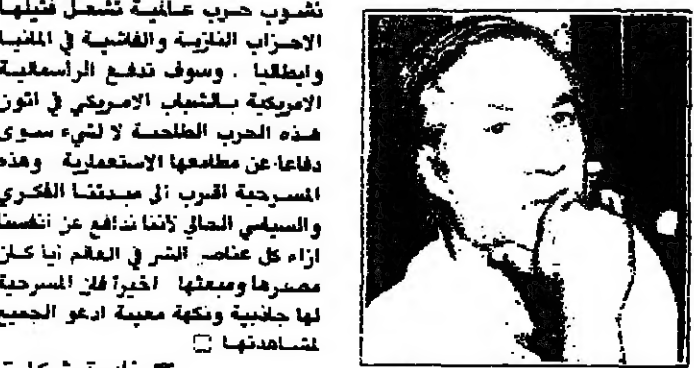 نشوب حرب عالمية تشعل فتيلها
الاحزاب النازية والفاشية في المانيا
وايطاليا . وسوف تدفع الرأسمالية
الامريكية بالشباب الامريكي في اتون
هذه الحرب الطاحنة لا لشيء سوى
دفاعا عن مطامعها الاستعمارية وهذه
المسرحية اقرب الى مبدئنا الفكري
والسياسي الحالي لأننا ندافع عن انفسنا
ازاء كل عناصر الشر في العالم أيا كان
مصدرها ومبعثها اخيراً فإن المسرحية
لها جاذبية ونكهة معينة ادعو الجميع
لمشاهدتها